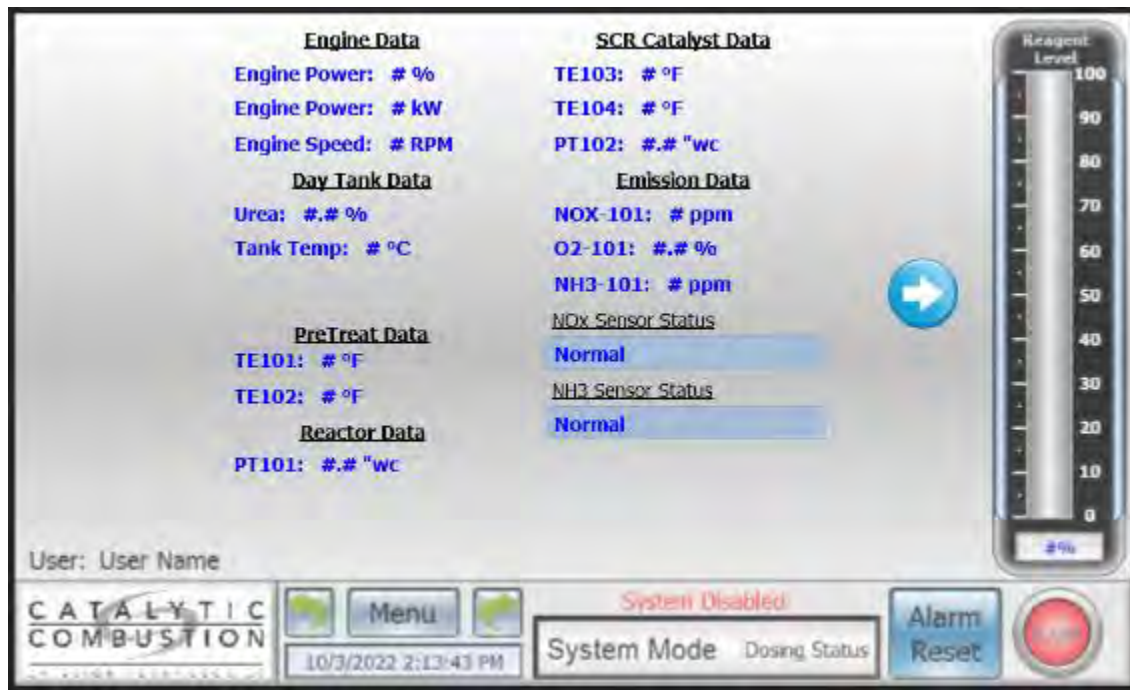 Engine Data
Engine Power: # %
Engine Power: # kW
Engine Speed: # RPM
Day Tank Data
Urea: #.# %
Tank Temp: # °C
PreTreat Data
TE101: # °F
TE102: # °F
Reactor Data
PT101: #.# "wc
SCR Catalyst Data
TE103: # °F
TE104: # °F
PT102: #.# "wc
Emission Data
NOX-101: # ppm
O2-101: #.# %
NH3-101: # ppm
NOx Sensor Status
Normal
NH3 Sensor Status
Normal
Reagent
Level
100
90
80
70
60
50
40
30
20
10
0
#%
User: User Name
CATALYTIC
COMBUSTION
Menu
10/3/2022 2:13:43 PM
System Disabled
System Mode Dosing Status
Alarm
Reset